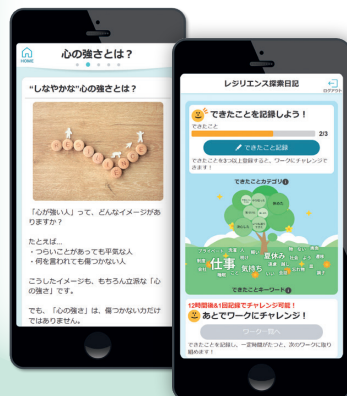 HOME
心の強さとは？
“しなやかな”心の強さとは？
「心が強い人」って、どんなイメージがあ
りますか？
たとえば...
・つらいことがあっても平気な人
・何を言われても傷つかない人
こうしたイメージも、もちろん立派な「心
の強さ」です。
でも、「心の強さ」は、傷つかない力だけ
ではありません。
レジリエンス探索日記
ログアウト
できたことを記録しよう！
できたこと
2/3
できたこと記録
できたことを3つ以上登録すると、ワークにチャレンジで
きます！
できたことカテゴリ
仕事
気持ち
夏休み
できたことキーワード
12時間後&1回記録でチャレンジ可能！
あとでワークにチャレンジ！
ワーク一覧へ
できたことを記録し、一定時間がたつと、次のワークに取り
組めます！